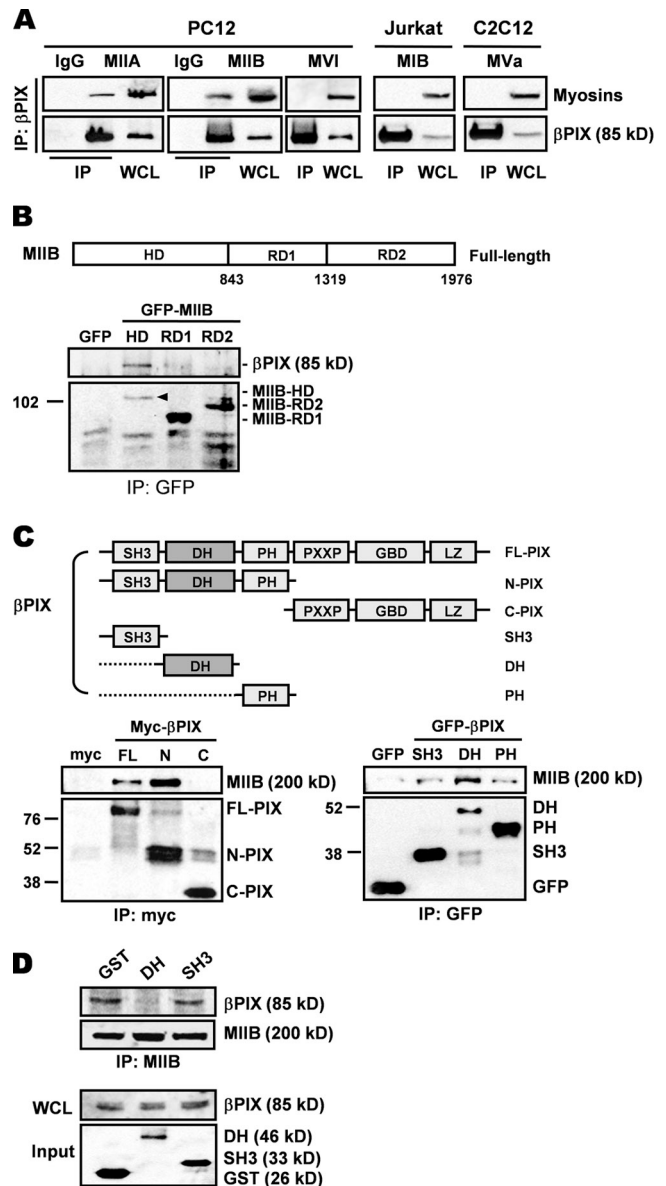 A
PC12 Jurkat C2C12
IgG MIIA IgG MIIB MVI MIB MVa
IP: βPIX
Myosins
βPIX (85 kD)
IP WCL IP WCL IP WCL IP WCL IP WCL
B
MIIB HD RD1 RD2 Full-length
843 1319 1976
GFP-MIIB
GFP HD RD1 RD2
- βPIX (85 kD)
102
- MIIB-HD
- MIIB-RD2
- MIIB-RD1
IP: GFP
C
SH3 DH PH PXXP GBD LZ FL-PIX
SH3 DH PH N-PIX
βPIX
PXXP GBD LZ C-PIX
SH3 SH3
DH DH
PH PH
Myc-βPIX
myc FL N C
MIIB (200 kD)
76
52
38
FL-PIX
N-PIX
C-PIX
IP: myc
GFP-βPIX
GFP SH3 DH PH
MIIB (200 kD)
52
38
DH
PH
SH3
GFP
IP: GFP
D
GST DH SH3
βPIX (85 kD)
MIIB (200 kD)
IP: MIIB
WCL βPIX (85 kD)
Input
DH (46 kD)
SH3 (33 kD)
GST (26 kD)